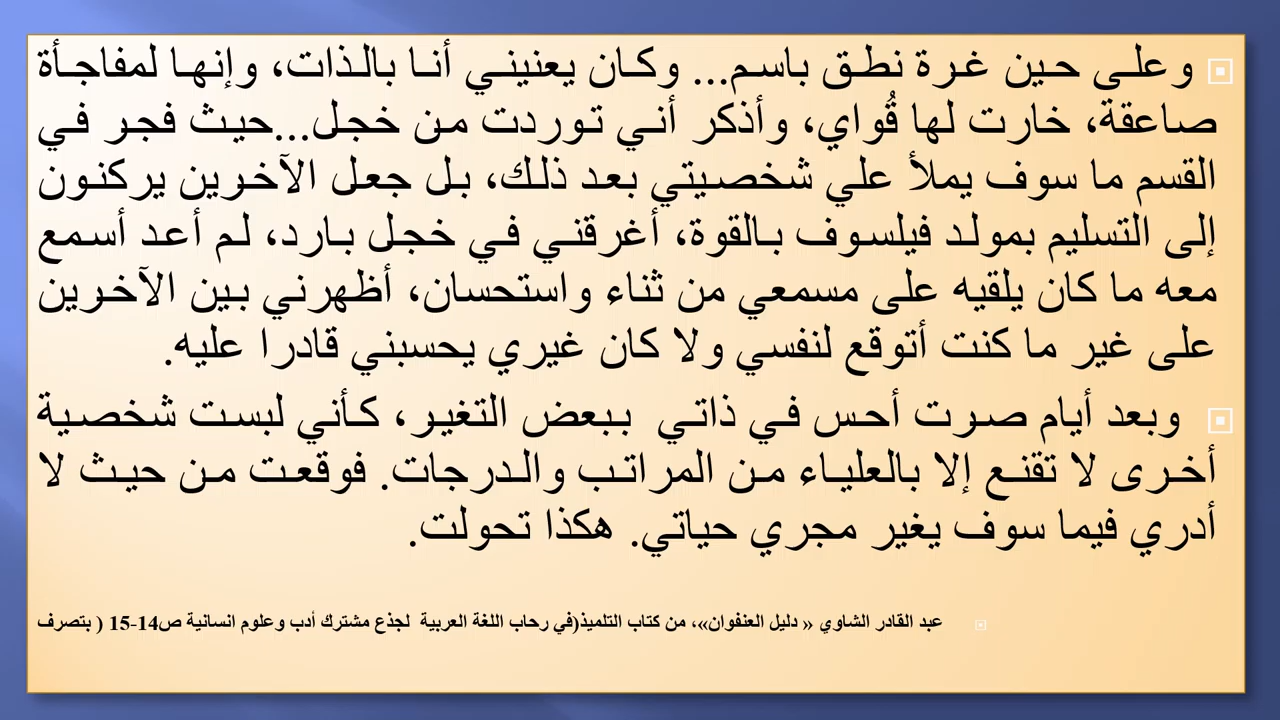 وعلى حين غرة نطق باسم... وكان يعنيني أنا بالذات، وإنها لمفاجأة
صاعقة، خارت لها قُواي، وأذكر أني توردت من خجل...حيث فجر في
القسم ما سوف يملأ علي شخصيتي بعد ذلك، بل جعل الآخرين يركنون
إلى التسليم بمولد فيلسوف بالقوة، أغرقني في خجل بارد، لم أعد أسمع
معه ما كان يلقيه على مسمعي من ثناء واستحسان، أظهرني بين الآخرين
على غير ما كنت أتوقع لنفسي ولا كان غيري يحسبني قادرا عليه.
وبعد أيام صرت أحس في ذاتي ببعض التغير، كأني لبست شخصية
أخرى لا تقنع إلا بالعلياء من المراتب والدرجات. فوقعت من حيث لا
أدري فيما سوف يغير مجري حياتي. هكذا تحولت.
عبد القادر الشاوي « دليل العنفوان»، من كتاب التلميذ(في رحاب اللغة العربية لجذع مشترك أدب وعلوم انسانية ص14-15 ( بتصرف